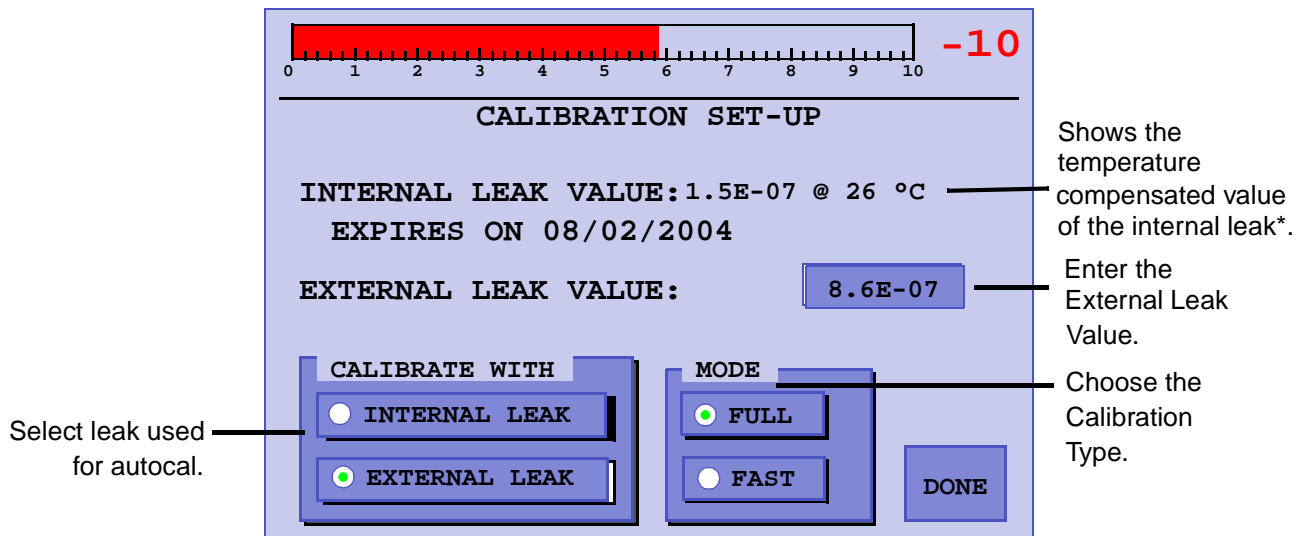 -10
0 1 2 3 4 5 6 7 8 9 10
CALIBRATION SET-UP
INTERNAL LEAK VALUE: 1.5E-07 @ 26 °C
EXPIRES ON 08/02/2004
EXTERNAL LEAK VALUE: 8.6E-07
CALIBRATE WITH
INTERNAL LEAK
EXTERNAL LEAK
MODE
FULL
FAST
DONE
Shows the
temperature
compensated value
of the internal leak*.
Enter the
External Leak
Value.
Choose the
Calibration
Type.
Select leak used
for autocal.